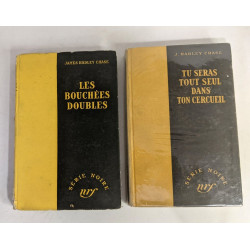 JAMES HADLEY CHASE
LES
BOUCHÉES
DOUBLES
SÉRIE NOIRE
nrf
J. HADLEY CHASE
TU SERAS
TOUT SEUL
DANS
TON CERCUEIL
SÉRIE NOIRE
nrf